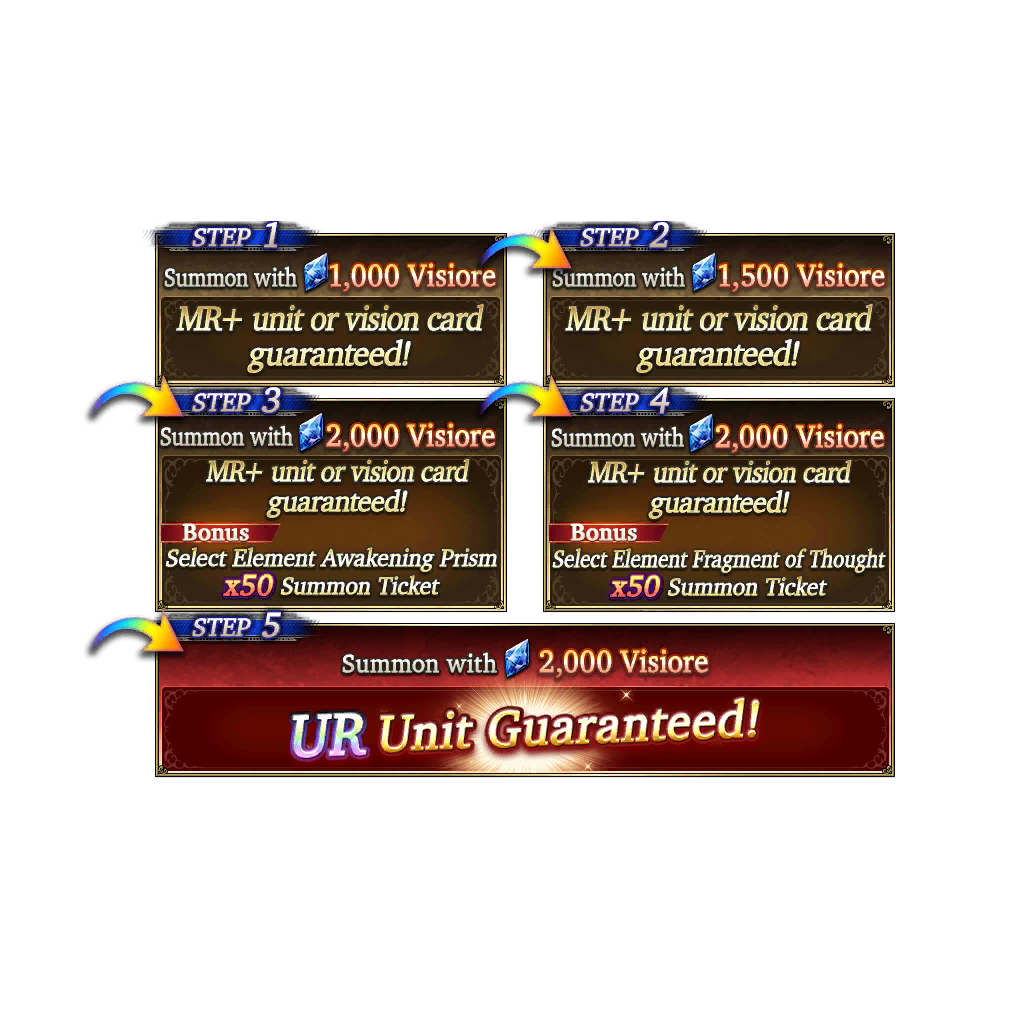 STEP 1
Summon with 1,000 Visiore
MR+ unit or vision card
guaranteed!
STEP 2
Summon with 1,500 Visiore
MR+ unit or vision card
guaranteed!
STEP 3
Summon with 2,000 Visiore
MR+ unit or vision card
guaranteed!
Bonus
Select Element Awakening Prism
x50 Summon Ticket
STEP 4
Summon with 2,000 Visiore
MR+ unit or vision card
guaranteed!
Bonus
Select Element Fragment of Thought
x50 Summon Ticket
STEP 5
Summon with 2,000 Visiore
UR Unit Guaranteed!